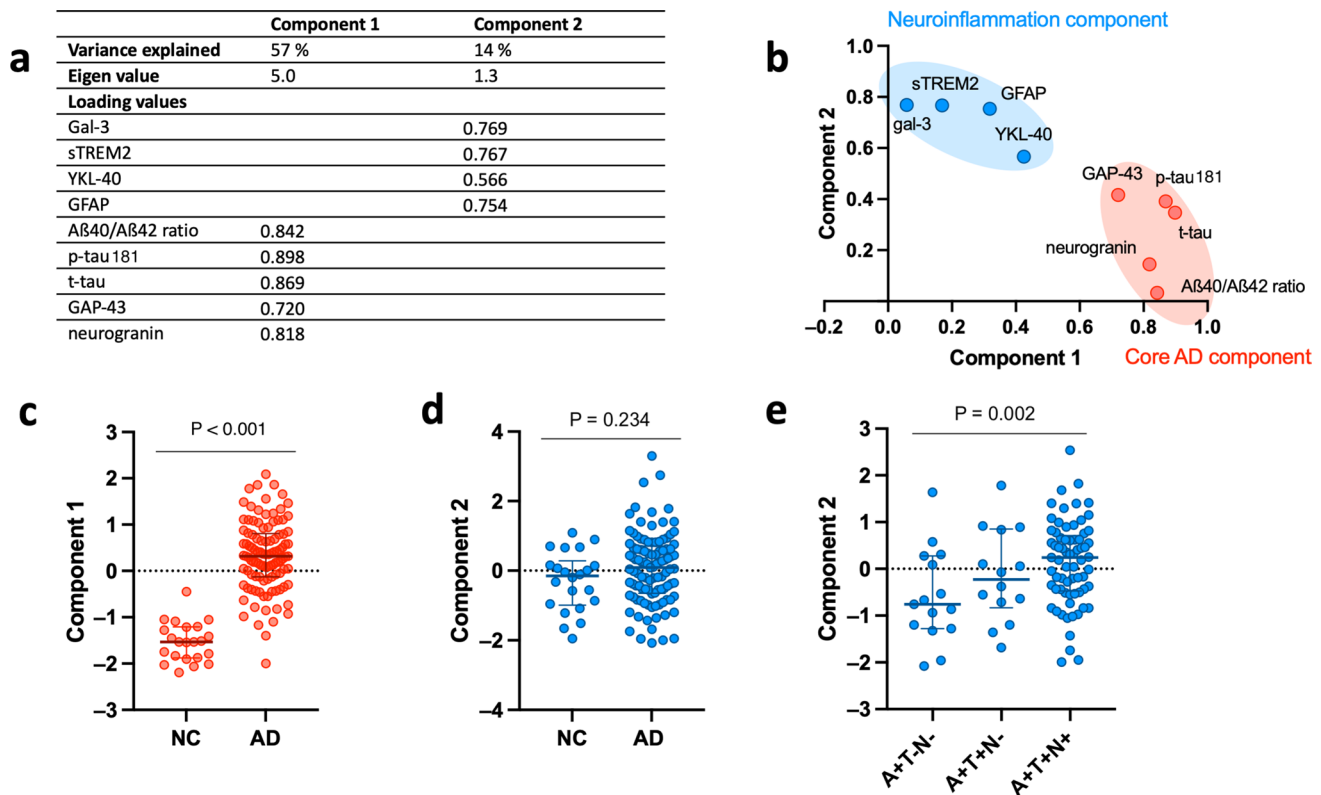 a
Component 1 Component 2
Variance explained 57 % 14 %
Eigen value 5.0 1.3
Loading values
Gal-3 0.769
sTREM2 0.767
YKL-40 0.566
GFAP 0.754
Aß40/Aß42 ratio 0.842
p-tau181 0.898
t-tau 0.869
GAP-43 0.720
neurogranin 0.818
b
Neuroinflammation component
1.0
0.8
0.6
0.4
0.2
Component 2
sTREM2
GFAP
gal-3
YKL-40
GAP-43
p-tau181
t-tau
neurogranin
Aß40/Aß42 ratio
–0.2 0.0 0.2 0.4 0.6 0.8 1.0
Component 1
Core AD component
c
P < 0.001
3
2
1
0
–1
–2
–3
Component 1
NC AD
d
P = 0.234
4
2
0
–2
–4
Component 2
NC AD
e
P = 0.002
3
2
1
0
–1
–2
–3
Component 2
A+T-N-
A+T+N-
A+T+N+